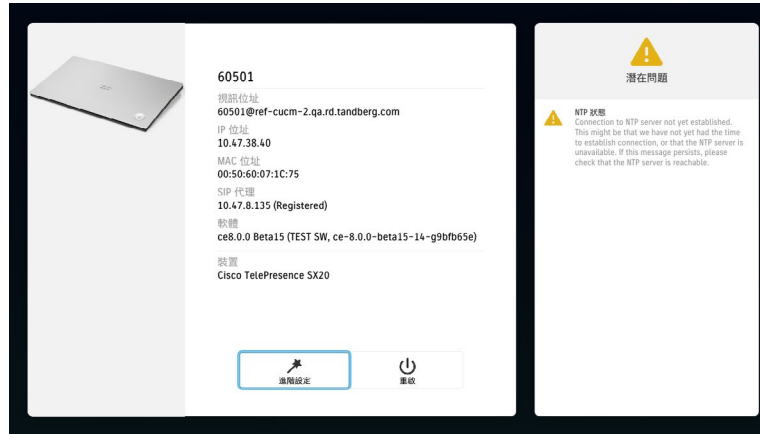 60501
視訊位址
60501@ref-cucm-2.qa.rd.tandberg.com
IP 位址
10.47.38.40
MAC 位址
00:50:60:07:1C:75
SIP 代理
10.47.8.135 (Registered)
軟體
ce8.0.0 Beta15 (TEST SW, ce-8.0.0-beta15-14-g9bfb65e)
裝置
Cisco TelePresence SX20
進階設定
重啟
潛在問題
NTP 狀態
Connection to NTP server not yet established.
This might be that we have not yet had the time
to establish connection, or that the NTP server is
unavailable. If this message persists, please
check that the NTP server is reachable.